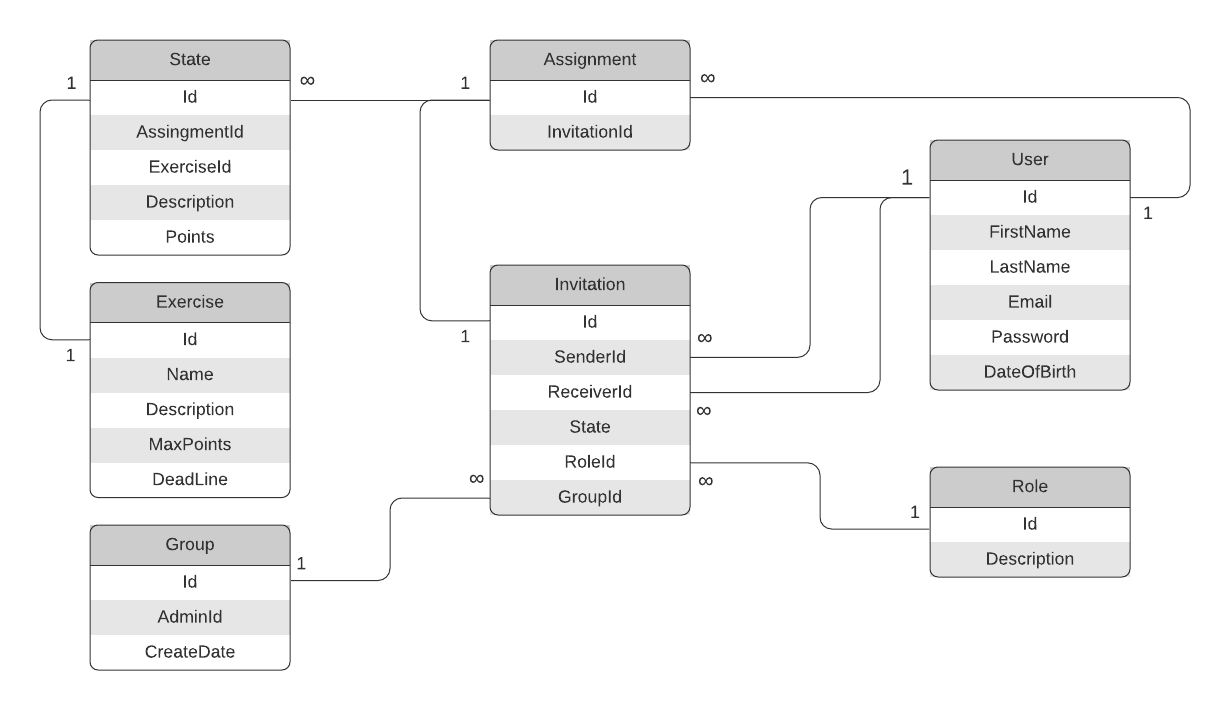 State
Id
AssingmentId
ExerciseId
Description
Points
1
∞
Exercise
Id
Name
Description
MaxPoints
DeadLine
1
Group
Id
AdminId
CreateDate
1
Assignment
Id
InvitationId
1
∞
Invitation
Id
SenderId
ReceiverId
State
RoleId
GroupId
1
∞
∞
∞
∞
User
Id
FirstName
LastName
Email
Password
DateOfBirth
1
1
Role
Id
Description
1